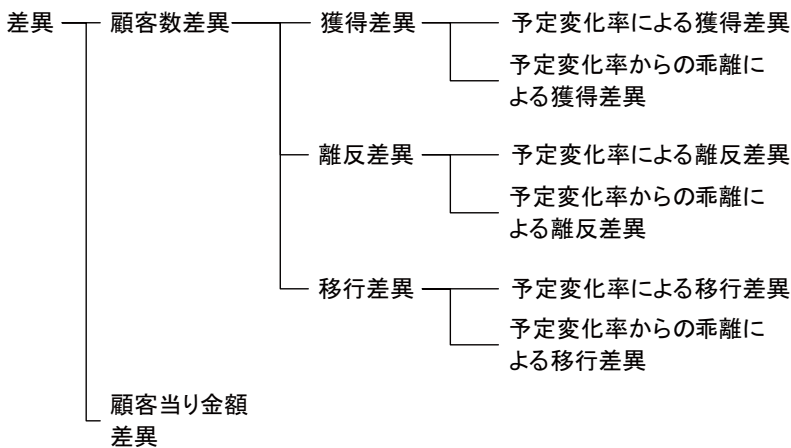 差異
顧客数差異
獲得差異
予定変化率による獲得差異
予定変化率からの乖離に
よる獲得差異
離反差異
予定変化率による離反差異
予定変化率からの乖離に
よる離反差異
移行差異
予定変化率による移行差異
予定変化率からの乖離に
よる移行差異
顧客当り金額
差異